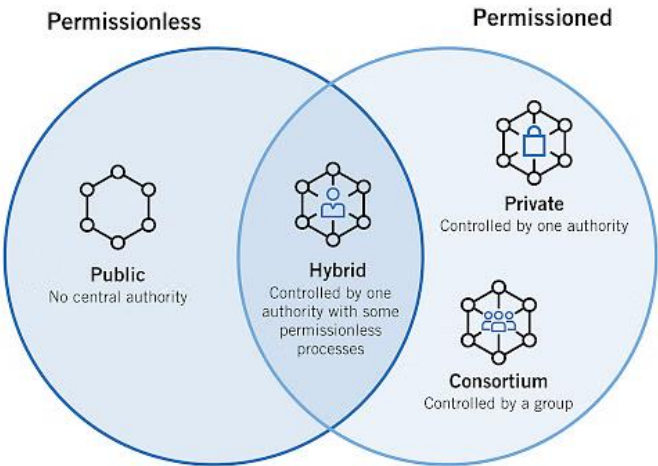 Permissionless
Permissioned
Public
No central authority
Hybrid
Controlled by one
authority with some
permissionless
processes
Private
Controlled by one authority
Consortium
Controlled by a group